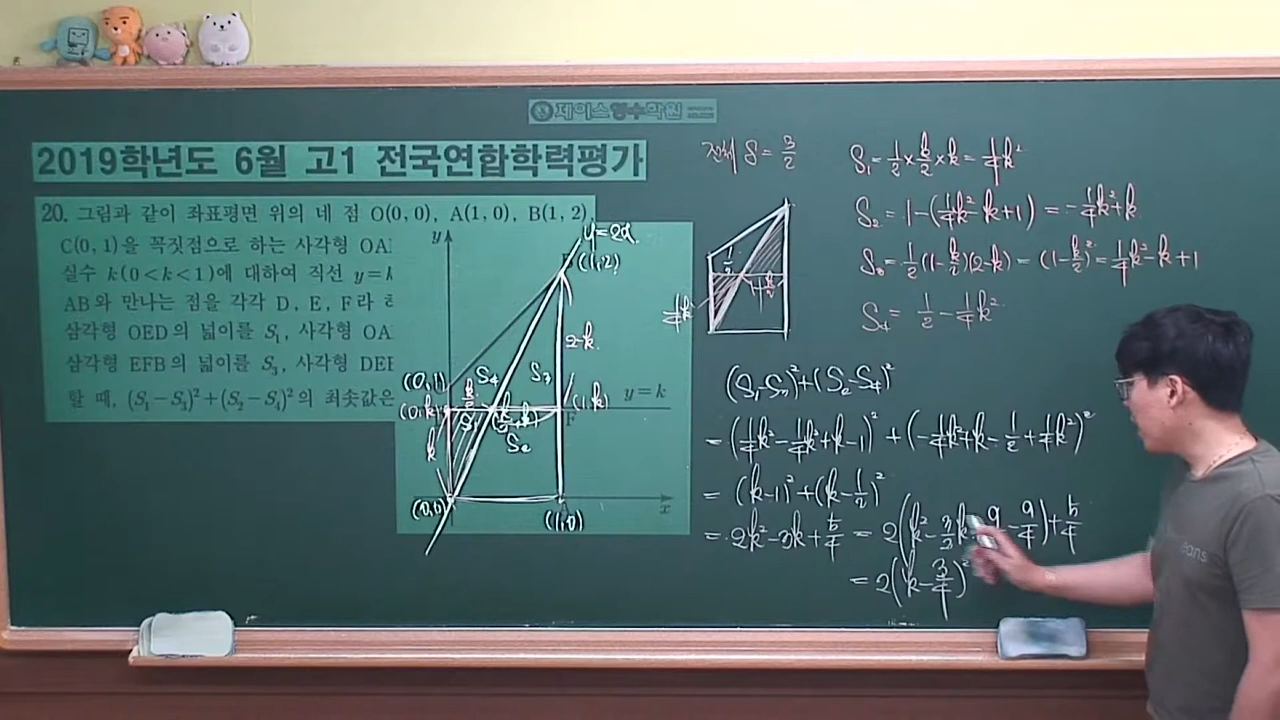 제이스영수학원
2019학년도 6월 고1 전국연합학력평가
20. 그림과 같이 좌표평면 위의 네 점 O(0, 0), A(1, 0), B(1, 2),
C(0, 1)을 꼭짓점으로 하는 사각형 OA
실수 k(0<k<1)에 대하여 직선 y=k
AB와 만나는 점을 각각 D, E, F라 하
삼각형 OED의 넓이를 S₁, 사각형 OA
삼각형 EFB의 넓이를 S₃, 사각형 DEB
할 때, (S₁-S₃)²+(S₂-S₄)²의 최솟값은
y
y=2x
(1,2)
2-k
(0,1)
S₄
S₃
k/2
(0,k)
(k/2, k)
(1,k)
y=k
F
S₁
S₂
k
(0,0)
A
(1,0)
x
전체 S = 3/2
1/2
1-k/2
1/4k²
S₁ = 1/2 × k/2 × k = 1/4k²
S₂ = 1-(1/4k²-k+1) = -1/4k²+k
S₃ = 1/2(1-k/2)(2-k) = (1-k/2)² = 1/4k²-k+1
S₄ = 1/2 - 1/4k²
(S₁-S₃)²+(S₂-S₄)²
= (1/4k²-1/4k²+k-1)² + (-1/4k²+k-1/2+1/4k²)²
= (k-1)²+(k-1/2)²
= 2k²-3k+5/4 = 2(k²-3/2k 9 -9/4)+5/4
= 2(k-3/4)²